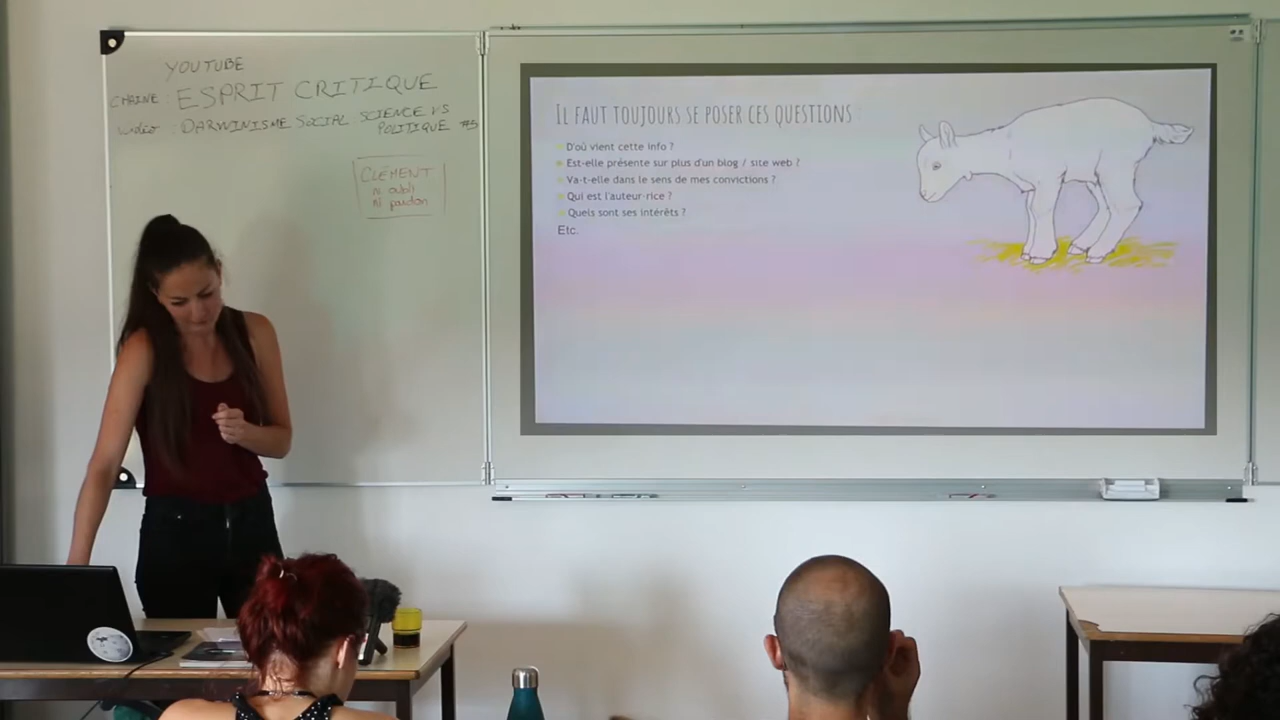 YOUTUBE
CHAINE : ESPRIT CRITIQUE
Vidéo : DARWINISME SOCIAL SCIENCE VS
POLITIQUE #3
CLÉMENT
ni oubli
ni pardon
IL FAUT TOUJOURS SE POSER CES QUESTIONS :
D'où vient cette info ?
Est-elle présente sur plus d'un blog / site web ?
Va-t-elle dans le sens de mes convictions ?
Qui est l'auteur·rice ?
Quels sont ses intérêts ?
Etc.